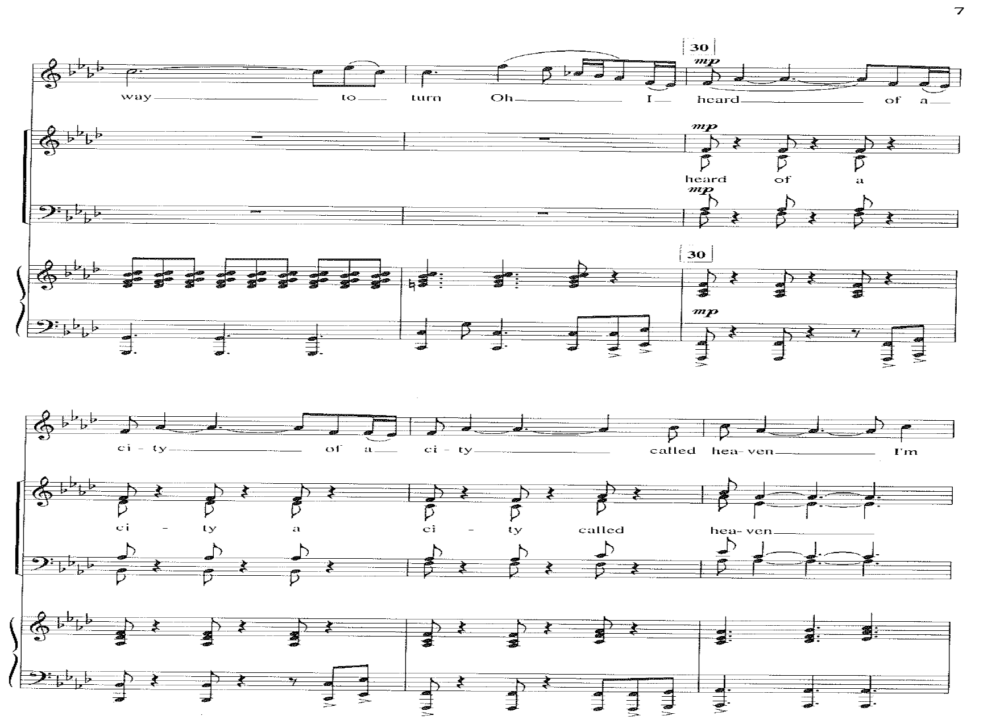 7
30
mp
way to turn Oh I heard of a
mp
heard of a
mp
30
mp
ci - ty of a ci - ty called hea- ven I'm
ci - ty a ci - ty called hea- ven